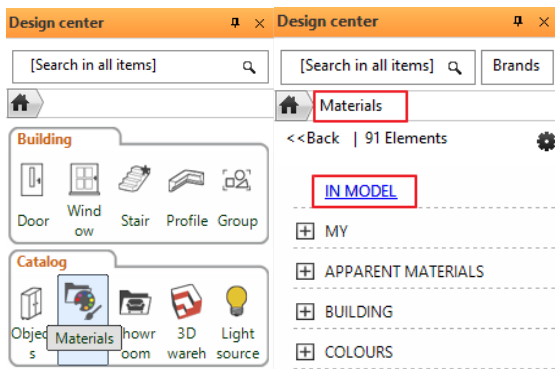 Design center
[Search in all items]
Building
Door
Wind
ow
Stair
Profile
Group
Catalog
Objec
s
Materials
howr
oom
3D
wareh
Light
source
Design center
[Search in all items]
Brands
Materials
<<Back | 91 Elements
IN MODEL
MY
APPARENT MATERIALS
BUILDING
COLOURS